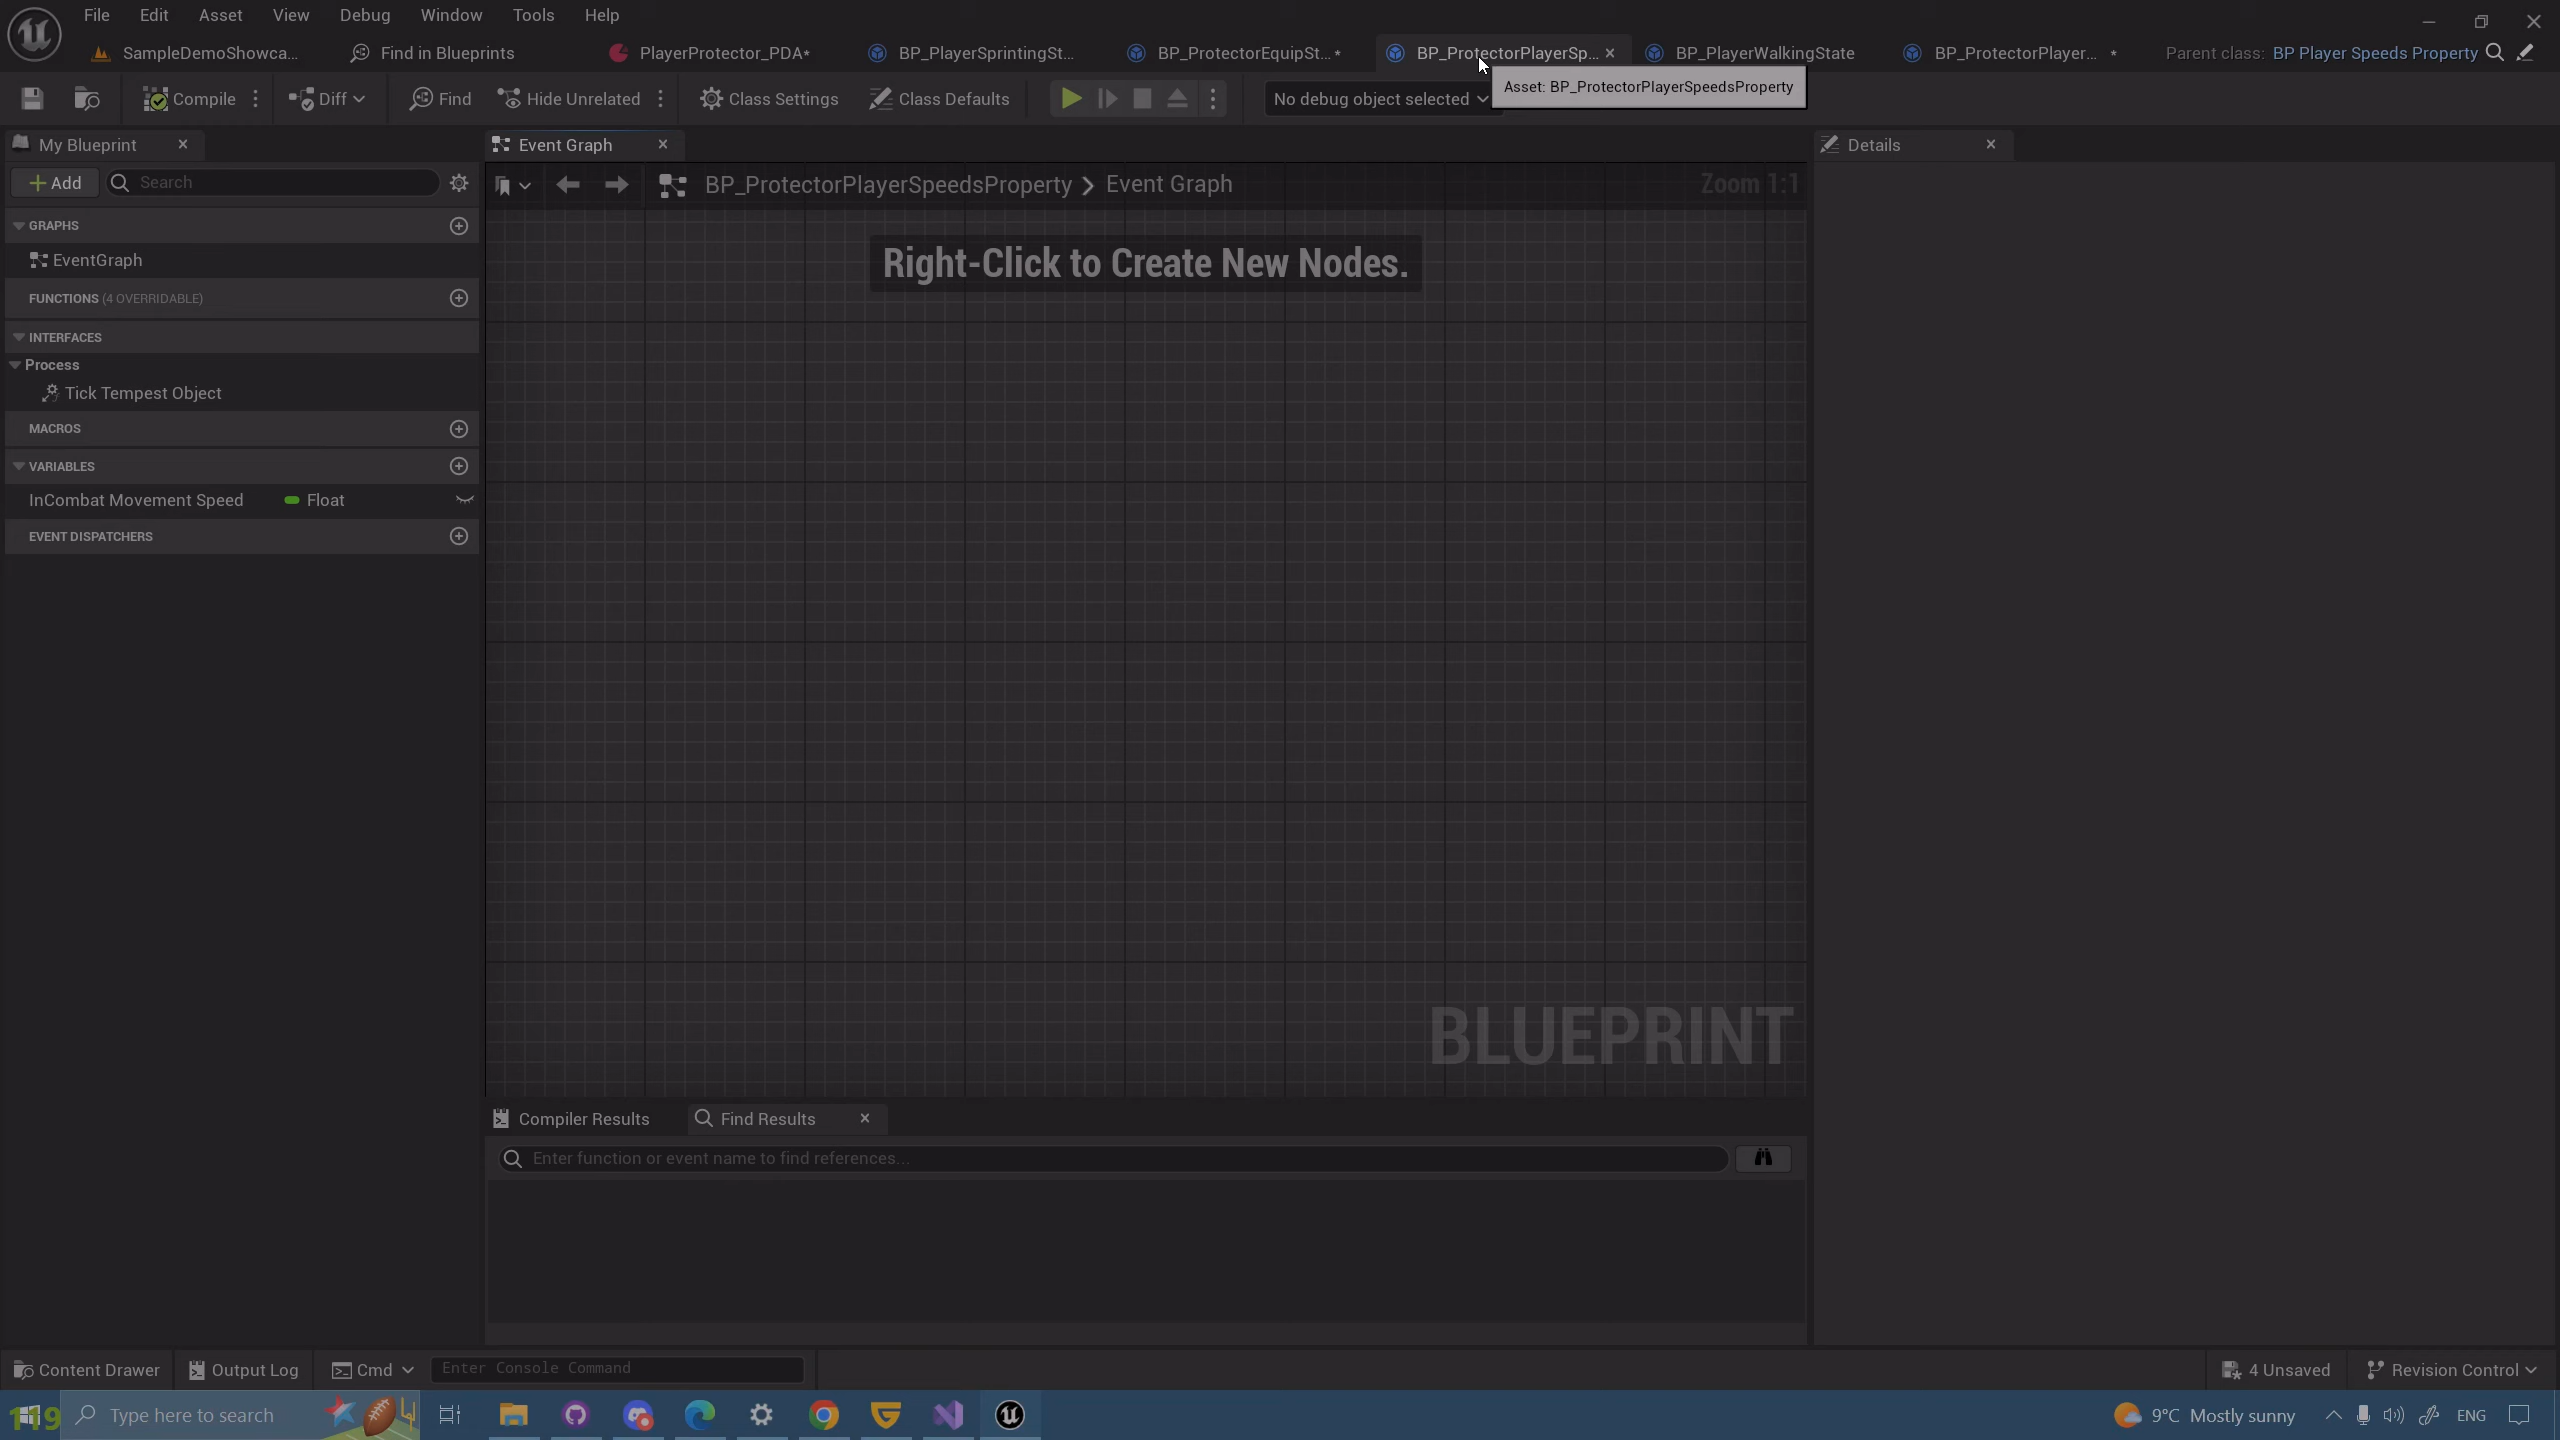 File Edit Asset View Debug Window Tools Help
SampleDemoShowca... Find in Blueprints PlayerProtector_PDA* BP_PlayerSprintingSt... BP_ProtectorEquipSt... * BP_ProtectorPlayerSp... BP_PlayerWalkingState BP_ProtectorPlayer... * Parent class: BP Player Speeds Property
Compile Diff Find Hide Unrelated Class Settings Class Defaults No debug object selected Asset: BP_ProtectorPlayerSpeedsProperty
My Blueprint Event Graph Details
Add Search
BP_ProtectorPlayerSpeedsProperty > Event Graph Zoom 1:1
Right-Click to Create New Nodes.
GRAPHS
EventGraph
FUNCTIONS (4 OVERRIDABLE)
INTERFACES
Process
Tick Tempest Object
MACROS
VARIABLES
InCombat Movement Speed Float
EVENT DISPATCHERS
BLUEPRINT
Compiler Results Find Results
Enter function or event name to find references...
Content Drawer Output Log Cmd Enter Console Command 4 Unsaved Revision Control
119 Type here to search 9°C Mostly sunny ENG